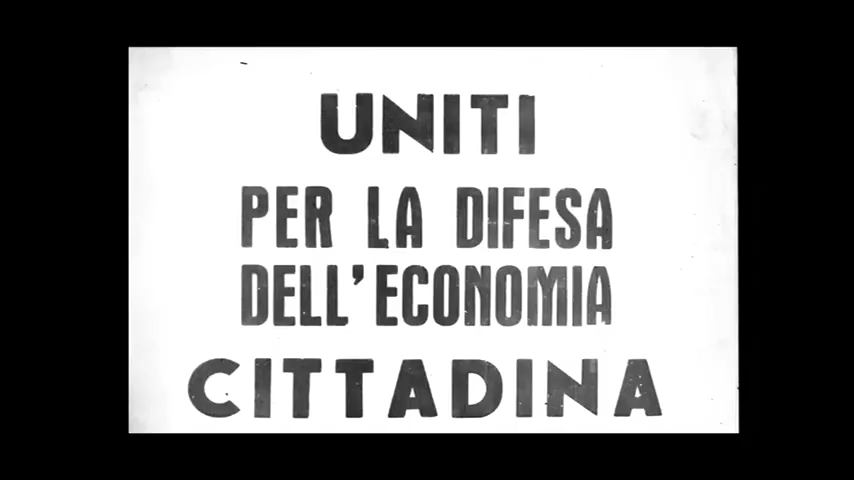 UNITI
PER LA DIFESA
DELL'ECONOMIA
CITTADINA